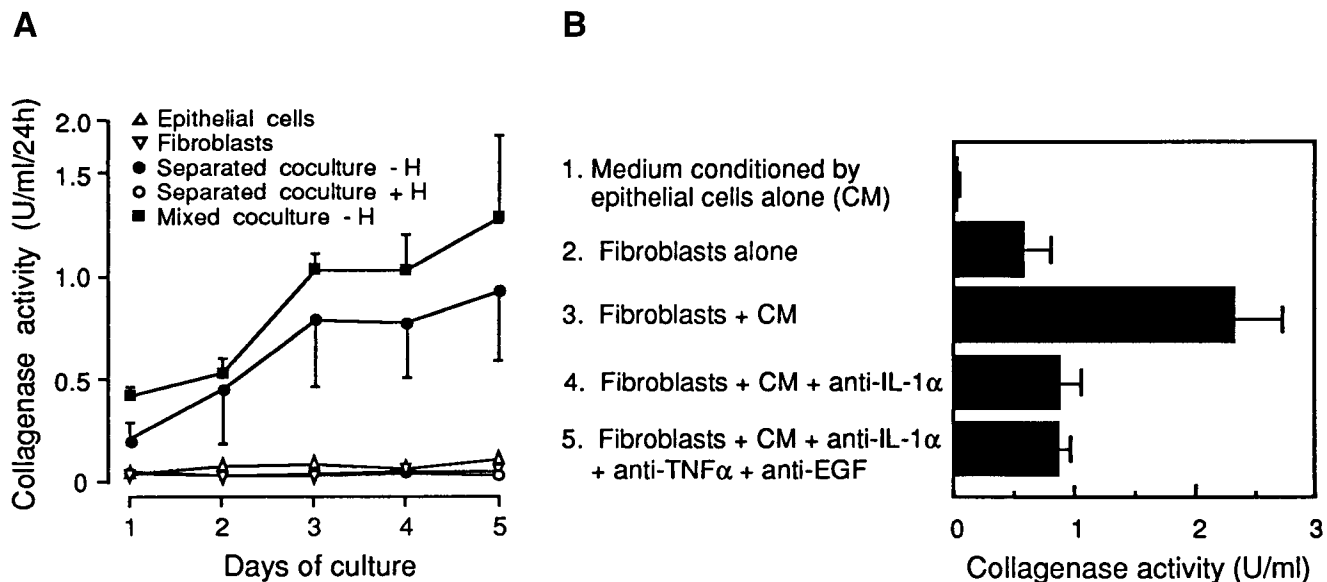 A
Collagenase activity (U/ml/24h)
2.0
1.5
1.0
0.5
0
Epithelial cells
Fibroblasts
Separated coculture - H
Separated coculture + H
Mixed coculture - H
1 2 3 4 5
Days of culture
B
1. Medium conditioned by
epithelial cells alone (CM)
2. Fibroblasts alone
3. Fibroblasts + CM
4. Fibroblasts + CM + anti-IL-1α
5. Fibroblasts + CM + anti-IL-1α
+ anti-TNFα + anti-EGF
0 1 2 3
Collagenase activity (U/ml)